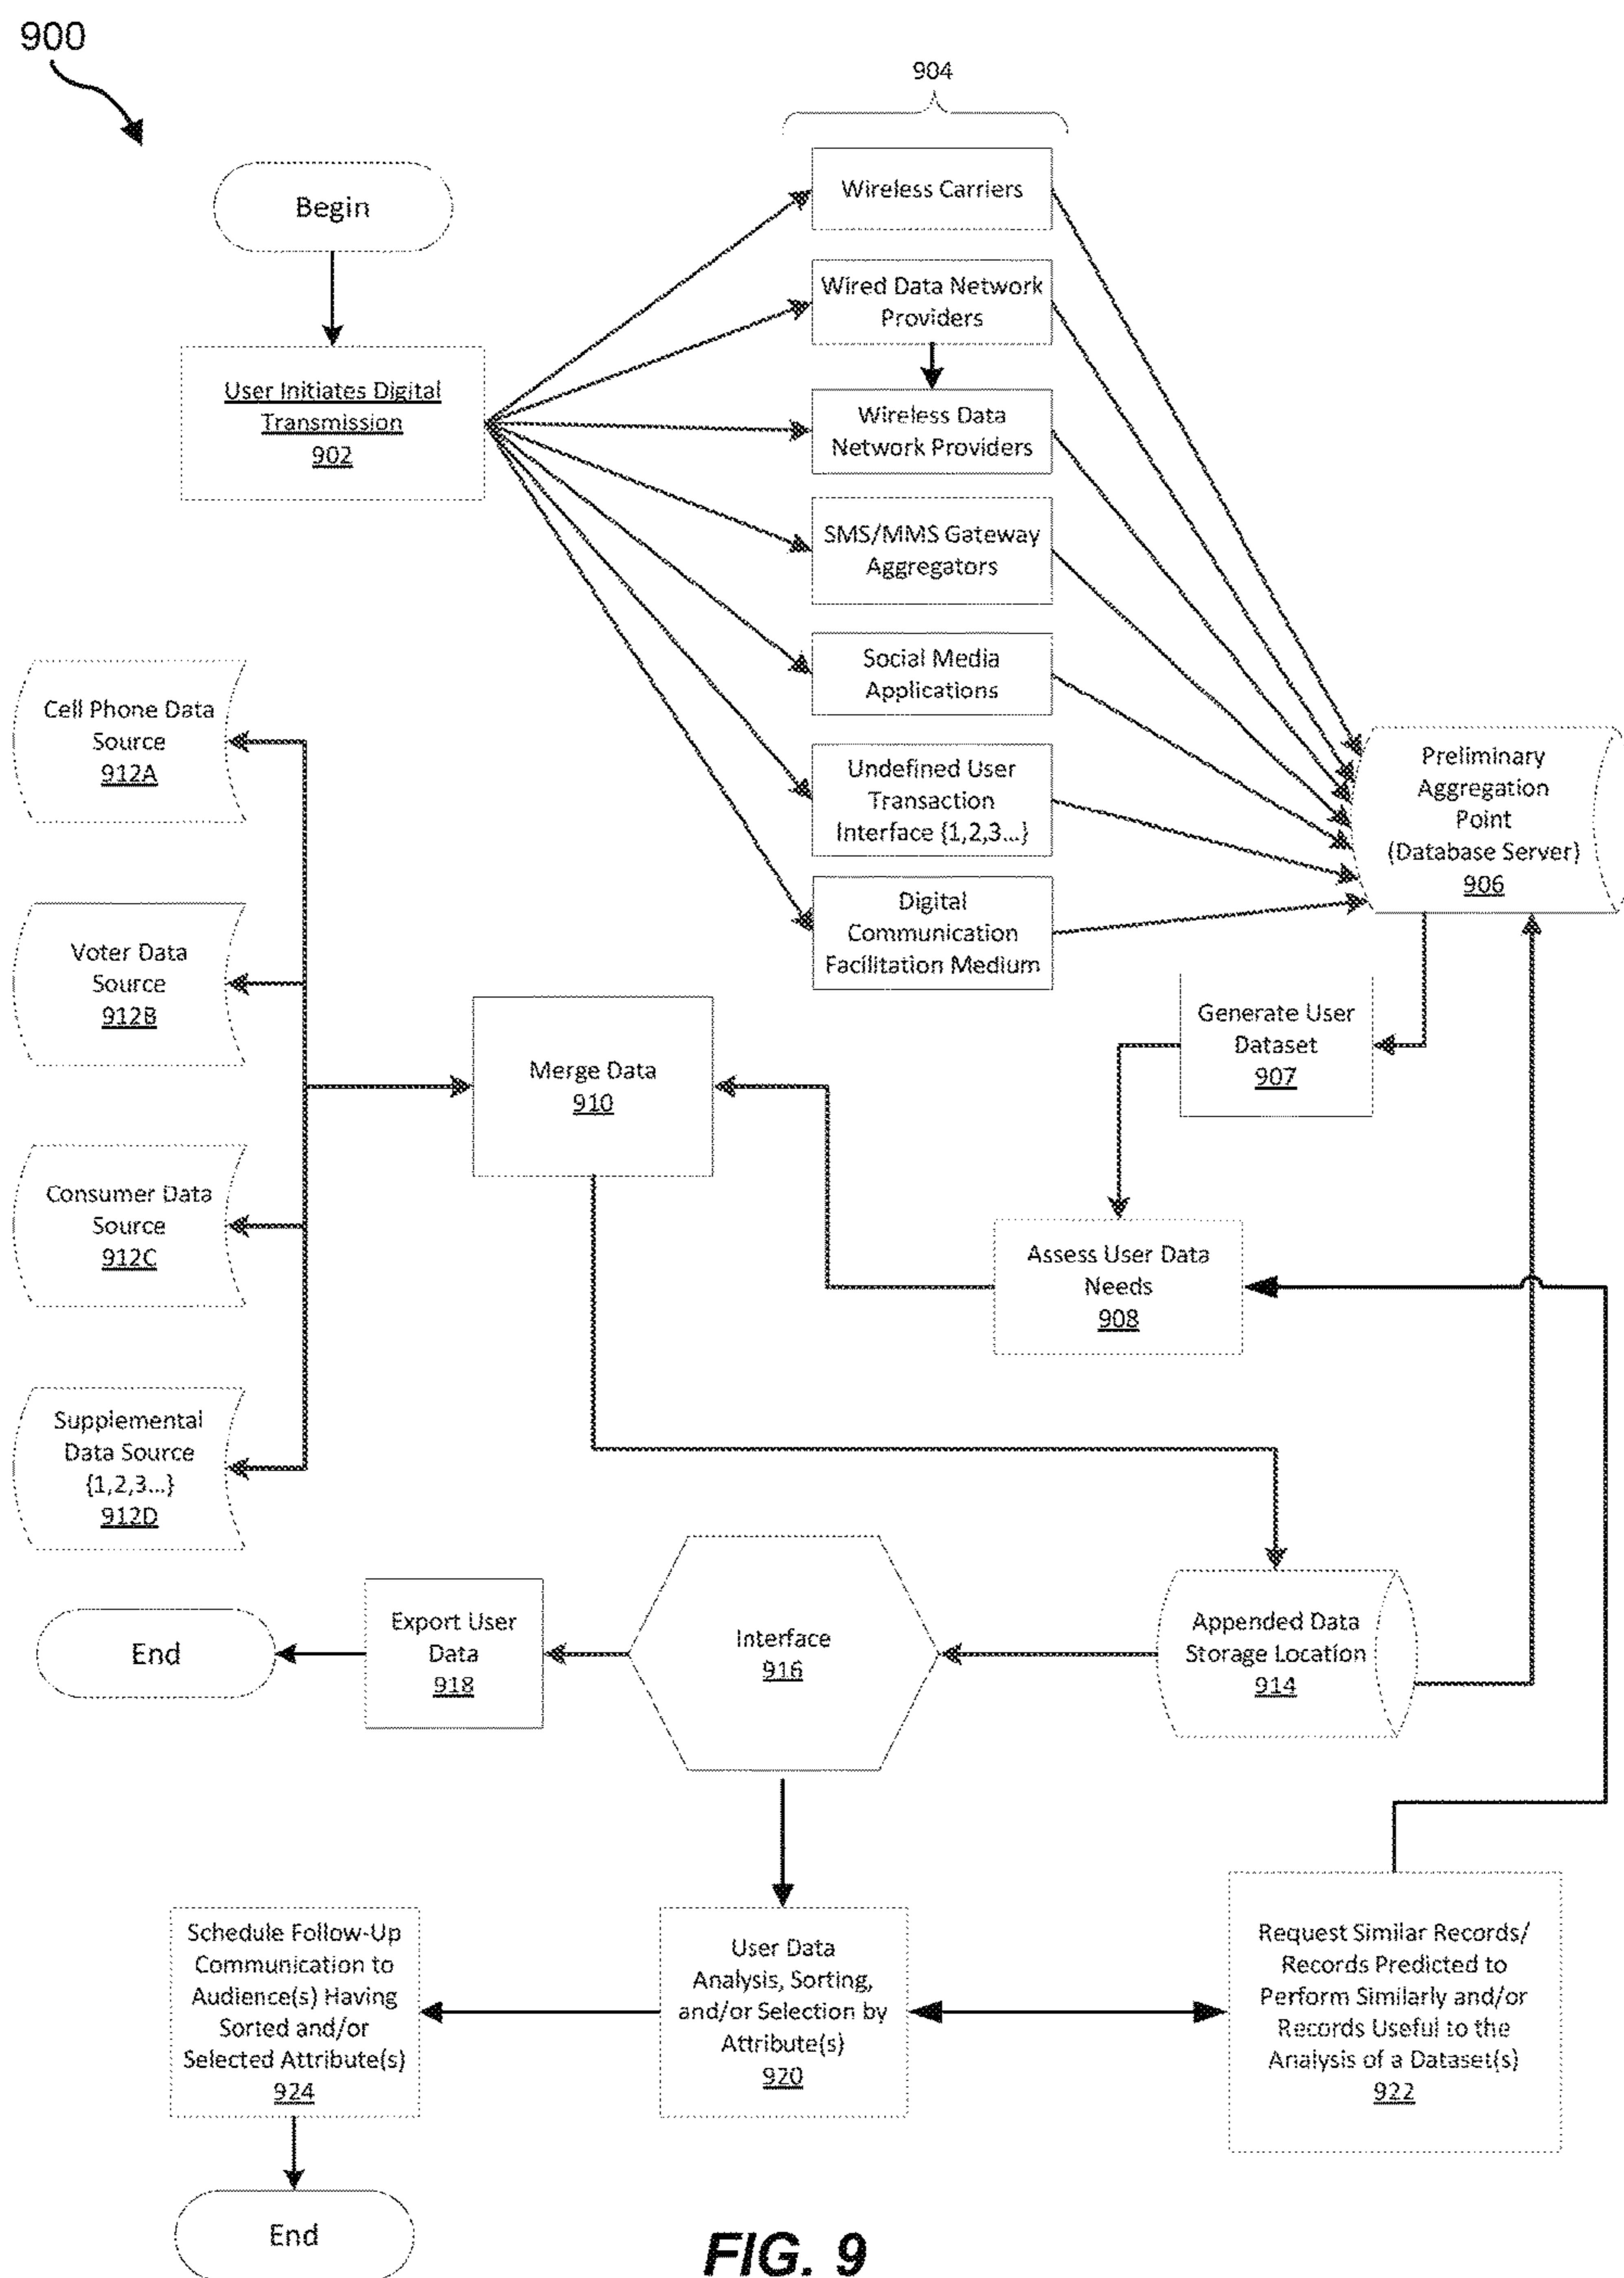 900
904
Begin
Wireless Carriers
Wired Data Network
Providers
User Initiates Digital
Transmission
902
Wireless Data
Network Providers
SMS/MMS Gateway
Aggregators
Social Media
Applications
Cell Phone Data
Source
912A
Undefined User
Transaction
Interface {1,2,3...}
Preliminary
Aggregation
Point
(Database Server)
906
Digital
Communication
Facilitation Medium
Voter Data
Source
912B
Generate User
Dataset
907
Merge Data
910
Consumer Data
Source
912C
Assess User Data
Needs
908
Supplemental
Data Source
{1,2,3...}
912D
End
Export User
Data
918
Interface
916
Appended Data
Storage Location
914
Schedule Follow-Up
Communication to
Audience(s) Having
Sorted and/or
Selected Attribute(s)
924
User Data
Analysis, Sorting,
and/or Selection by
Attribute(s)
920
Request Similar Records/
Records Predicted to
Perform Similarly and/or
Records Useful to the
Analysis of a Dataset(s)
922
End
FIG. 9